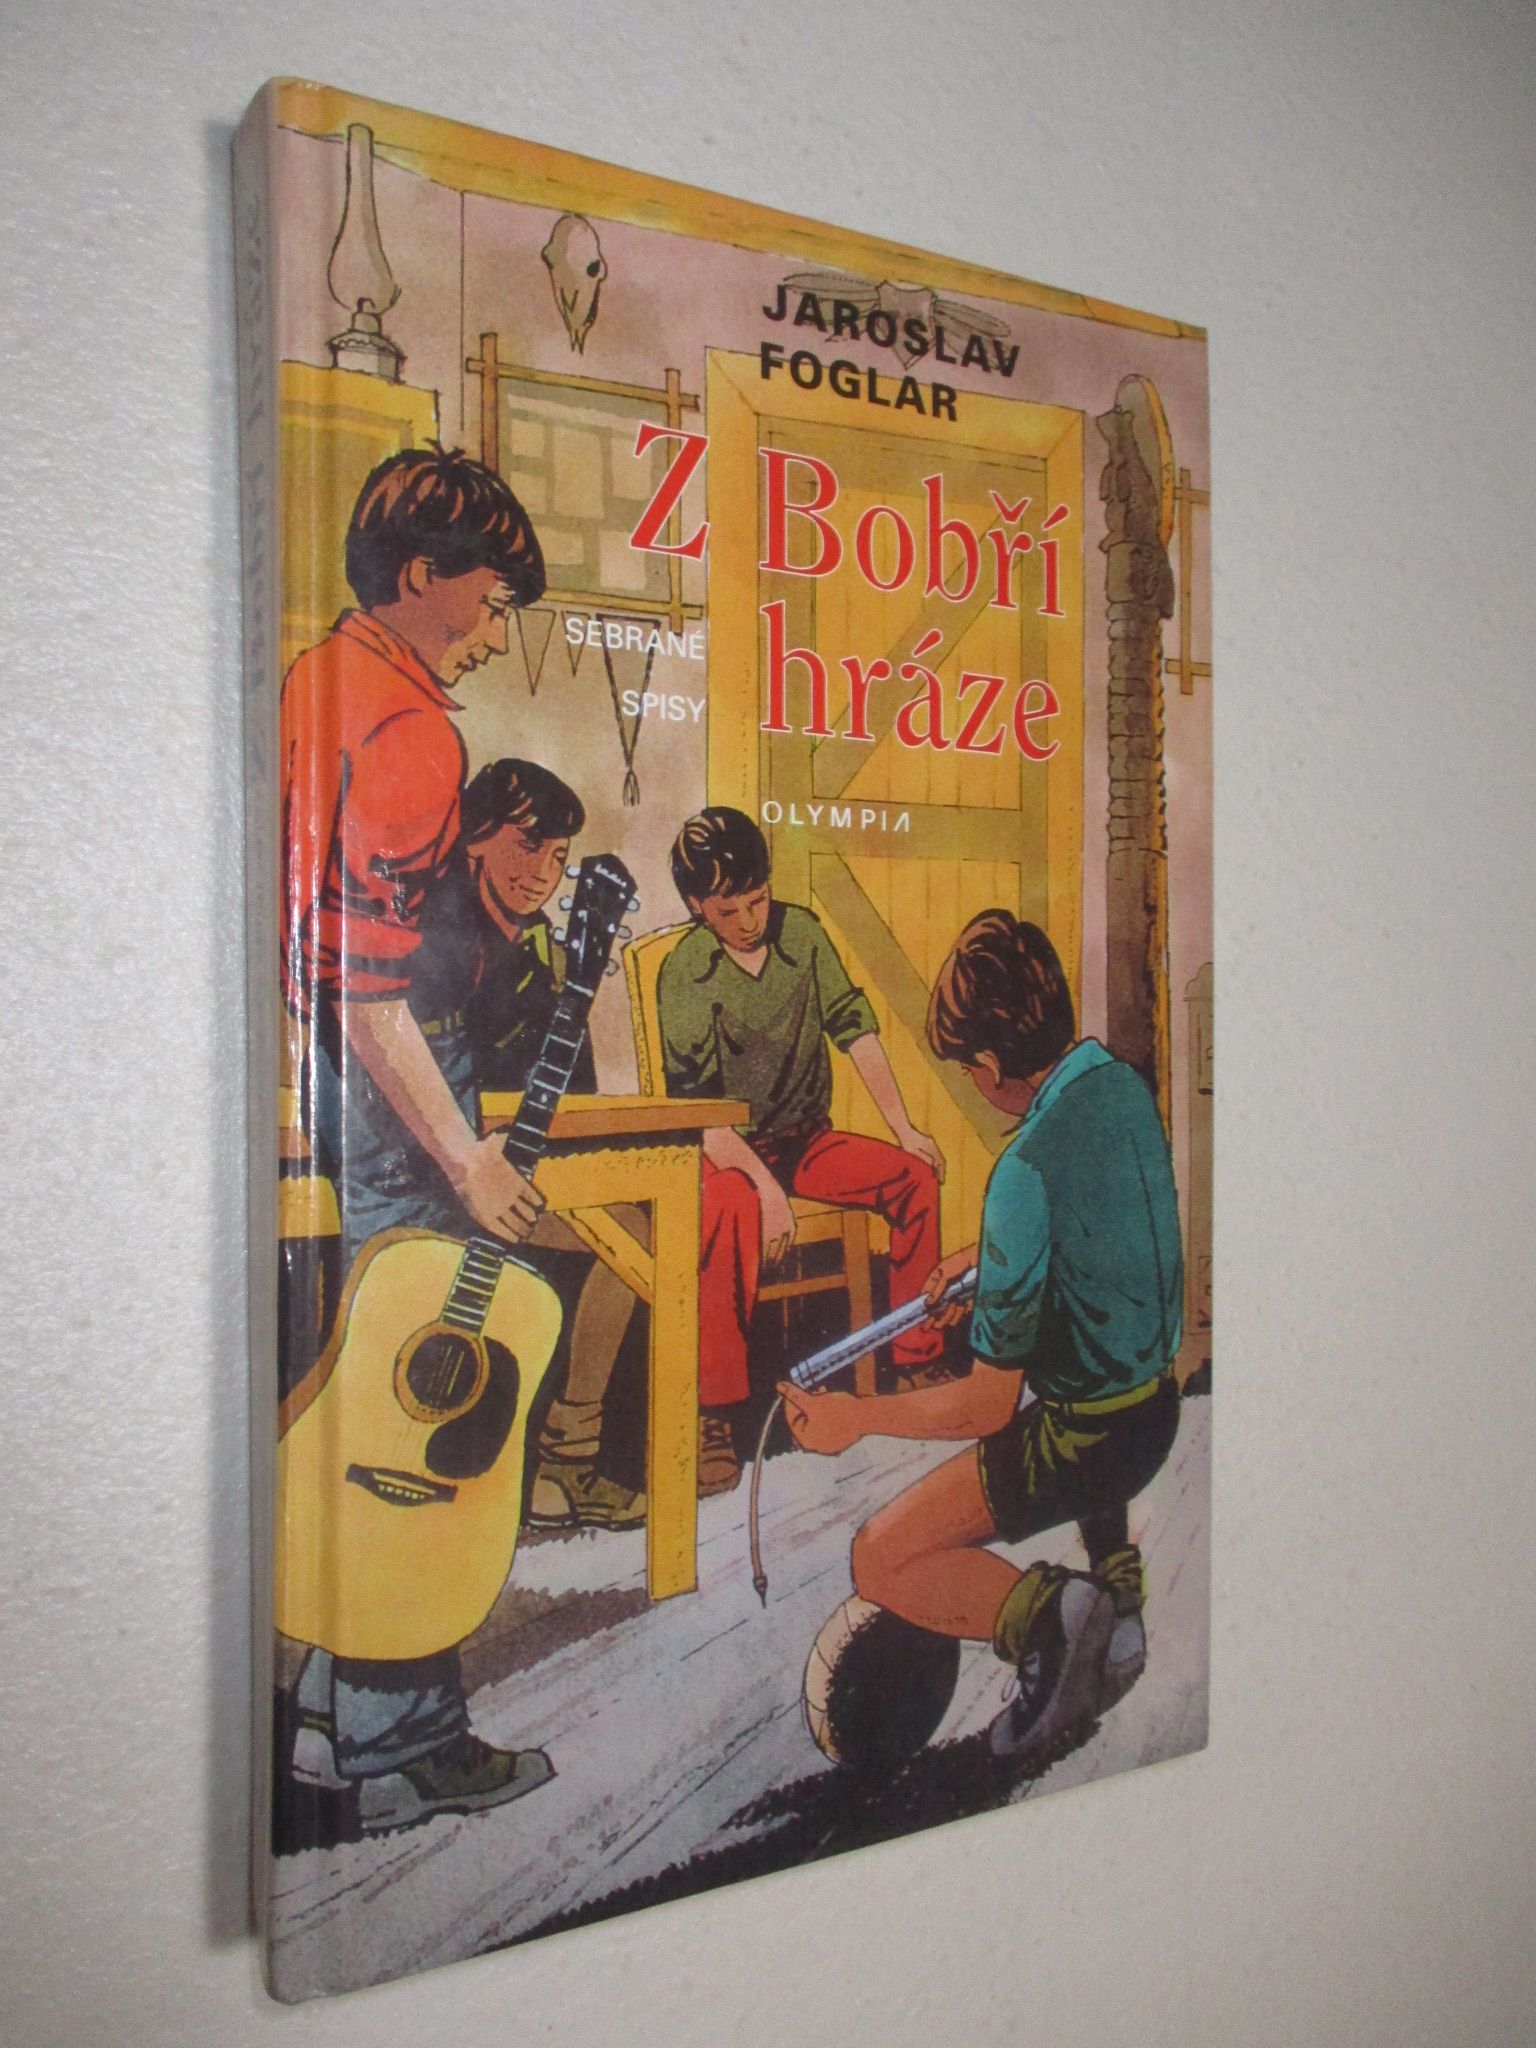 JAROSLAV
FOGLAR
Z Bobří
hráze
SEBRANÉ
SPISY
OLYMPIA